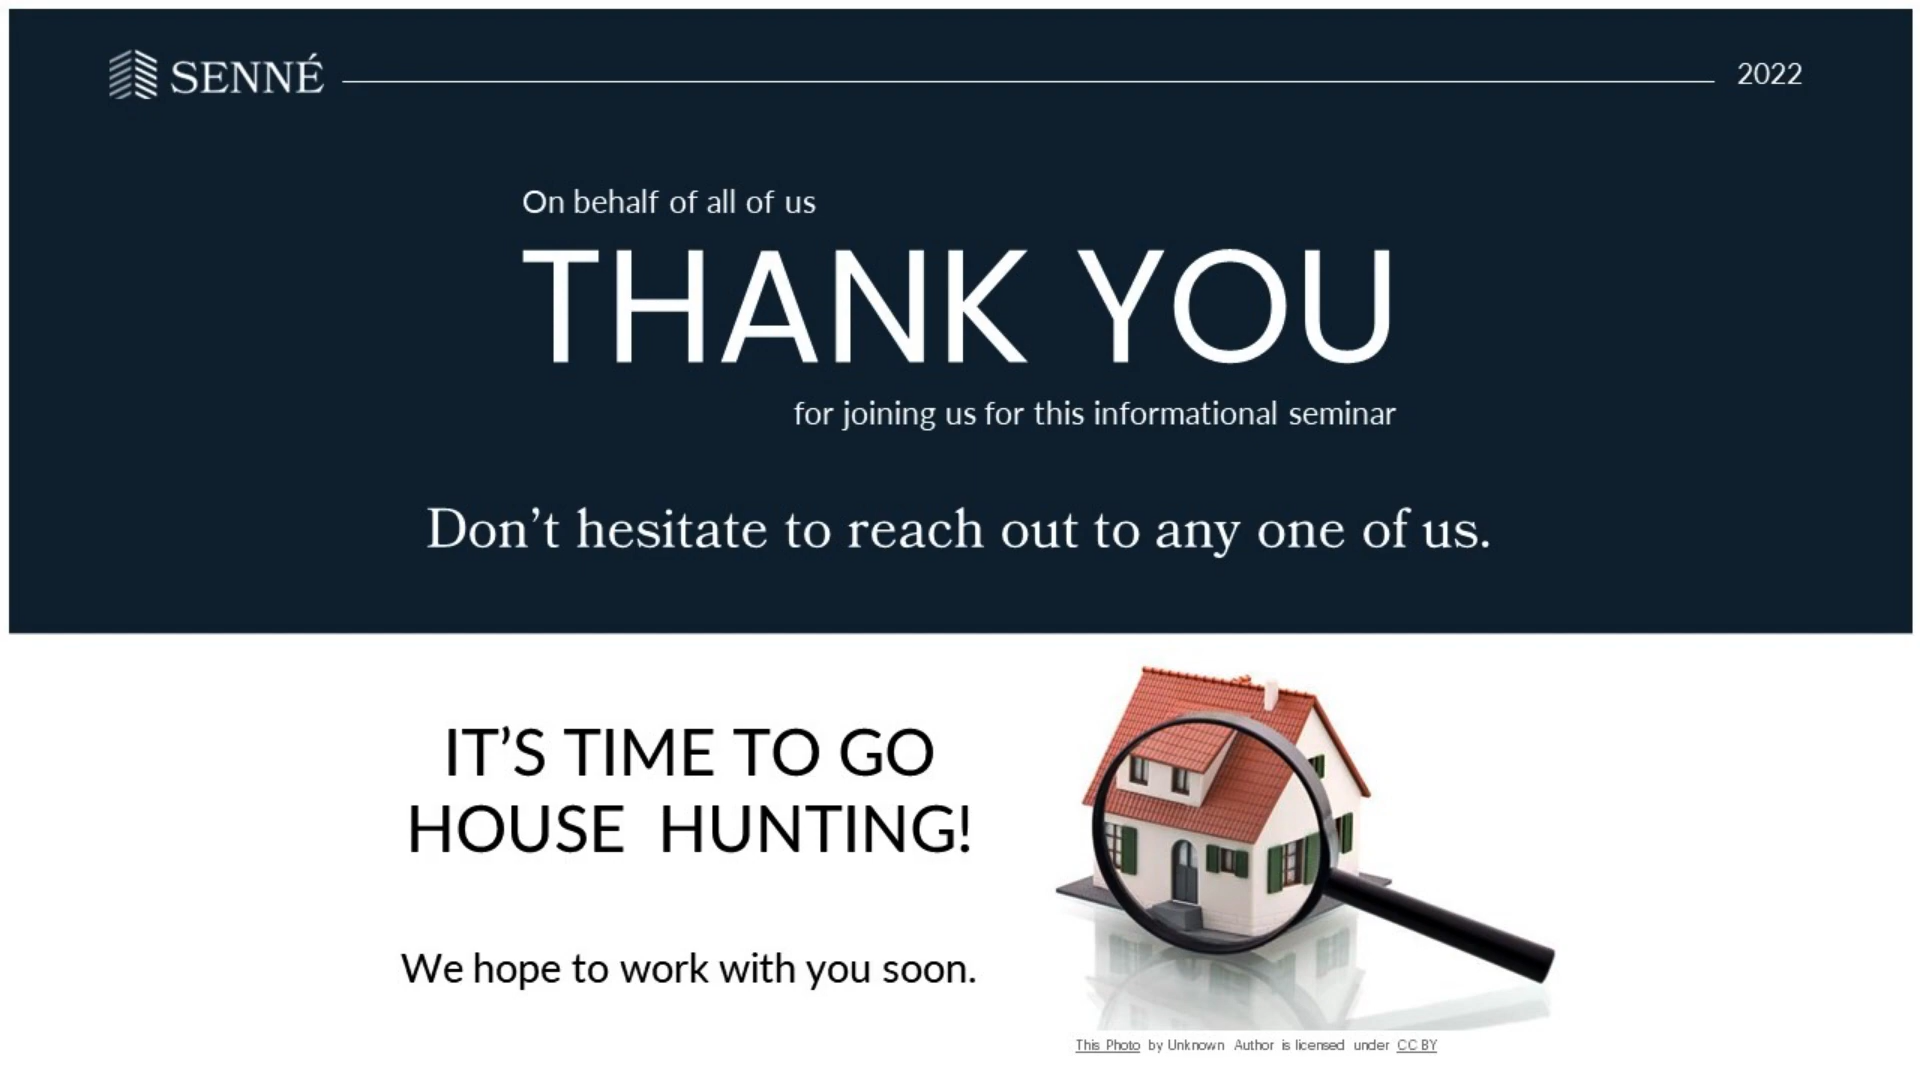 SENNÉ
2022
On behalf of all of us
THANK YOU
for joining us for this informational seminar
Don’t hesitate to reach out to any one of us.
IT’S TIME TO GO
HOUSE HUNTING!
We hope to work with you soon.
This Photo by Unknown Author is licensed under CC BY